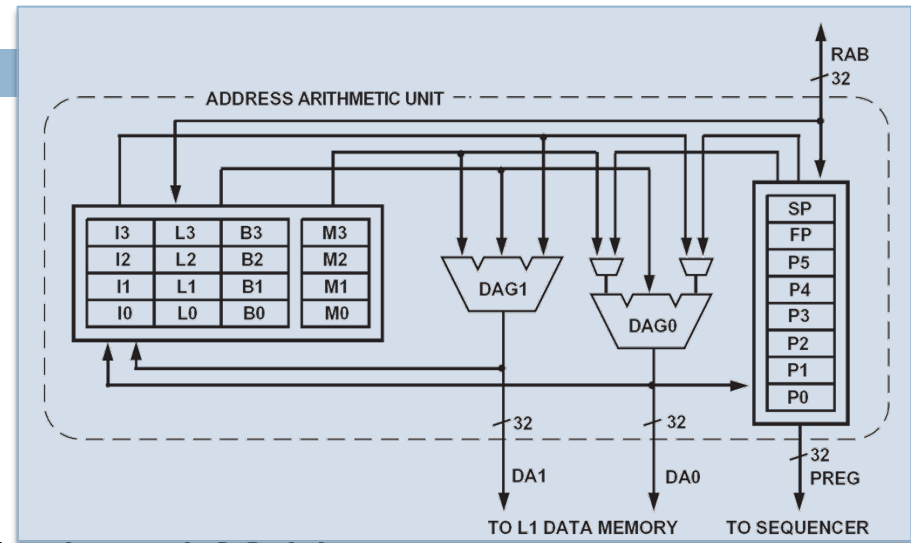 RAB
32
ADDRESS ARITHMETIC UNIT
I3 L3 B3 M3
I2 L2 B2 M2
I1 L1 B1 M1
I0 L0 B0 M0
DAG1
DAG0
SP
FP
P5
P4
P3
P2
P1
P0
32
32
32
DA1
DA0
PREG
TO L1 DATA MEMORY
TO SEQUENCER